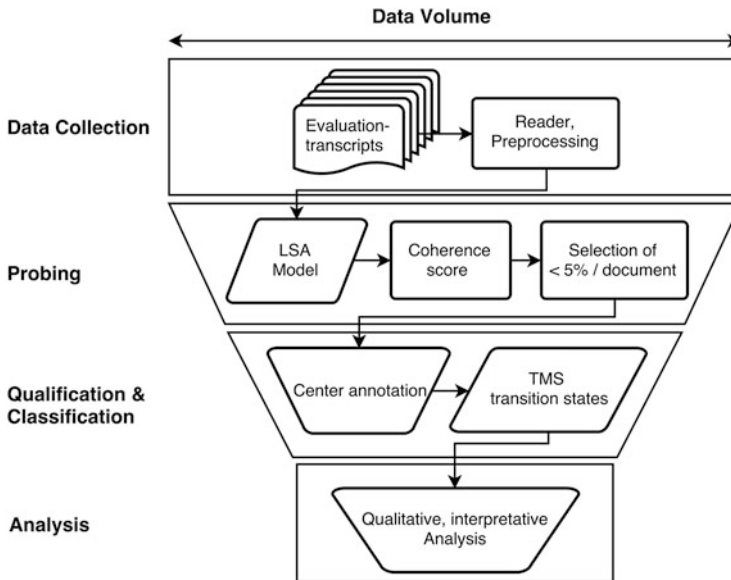 Data Volume
Data Collection
Evaluation-
transcripts
Reader,
Preprocessing
Probing
LSA
Model
Coherence
score
Selection of
< 5% / document
Qualification &
Classification
Center annotation
TMS
transition states
Analysis
Qualitative, interpretative
Analysis